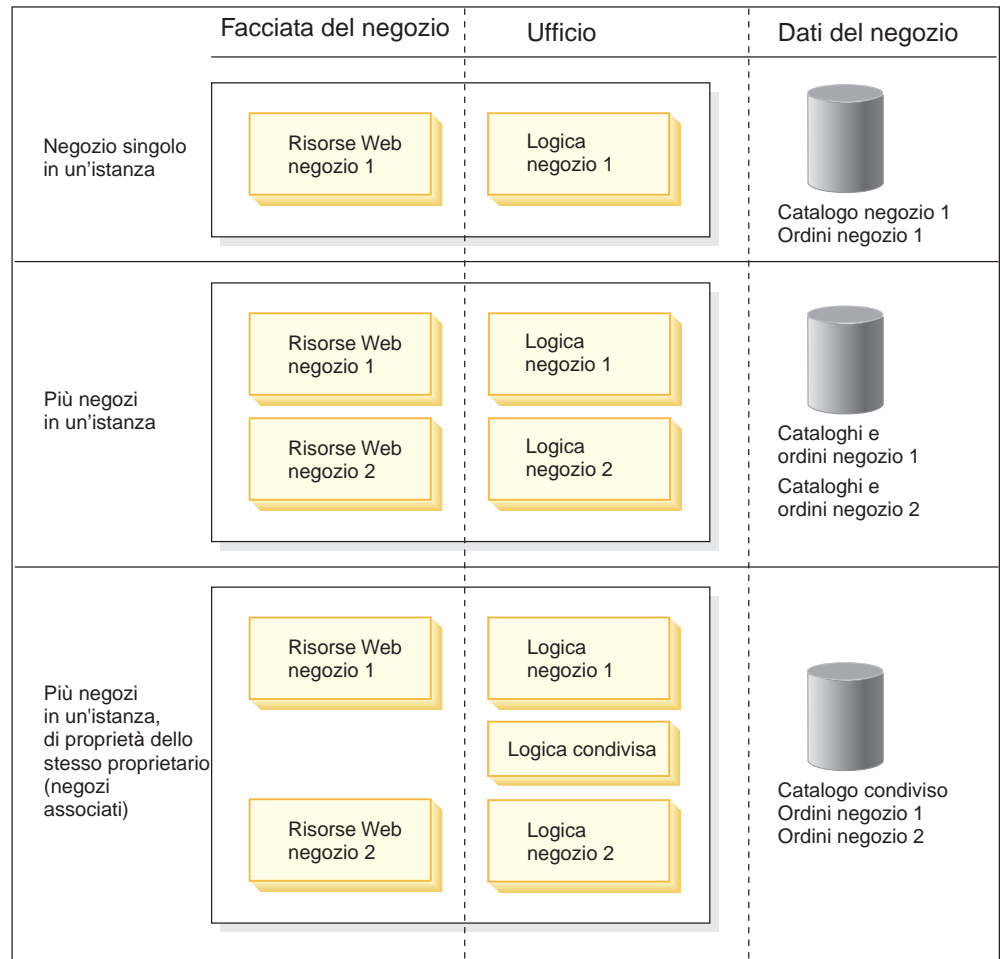 Facciata del negozio
Ufficio
Dati del negozio
Negozio singolo
in un'istanza
Risorse Web
negozio 1
Logica
negozio 1
Catalogo negozio 1
Ordini negozio 1
Più negozi
in un'istanza
Risorse Web
negozio 1
Logica
negozio 1
Risorse Web
negozio 2
Logica
negozio 2
Cataloghi e
ordini negozio 1
Cataloghi e
ordini negozio 2
Più negozi
in un'istanza,
di proprietà dello
stesso proprietario
(negozi
associati)
Risorse Web
negozio 1
Logica
negozio 1
Logica condivisa
Risorse Web
negozio 2
Logica
negozio 2
Catalogo condiviso
Ordini negozio 1
Ordini negozio 2